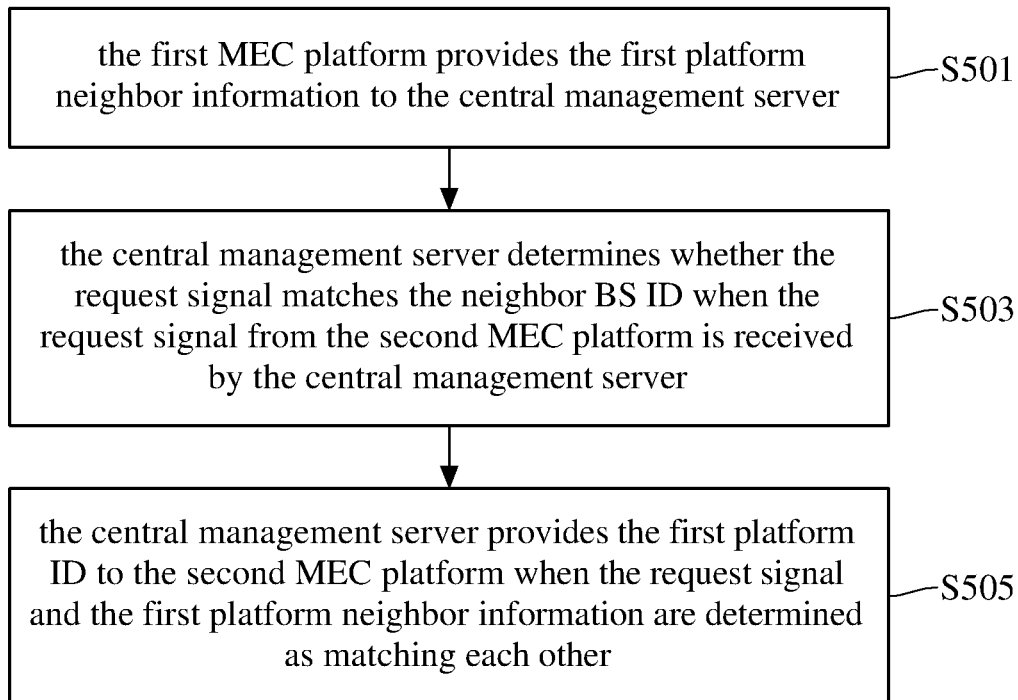 the first MEC platform provides the first platform
neighbor information to the central management server
S501
the central management server determines whether the
request signal matches the neighbor BS ID when the
request signal from the second MEC platform is received
by the central management server
S503
the central management server provides the first platform
ID to the second MEC platform when the request signal
and the first platform neighbor information are determined
as matching each other
S505